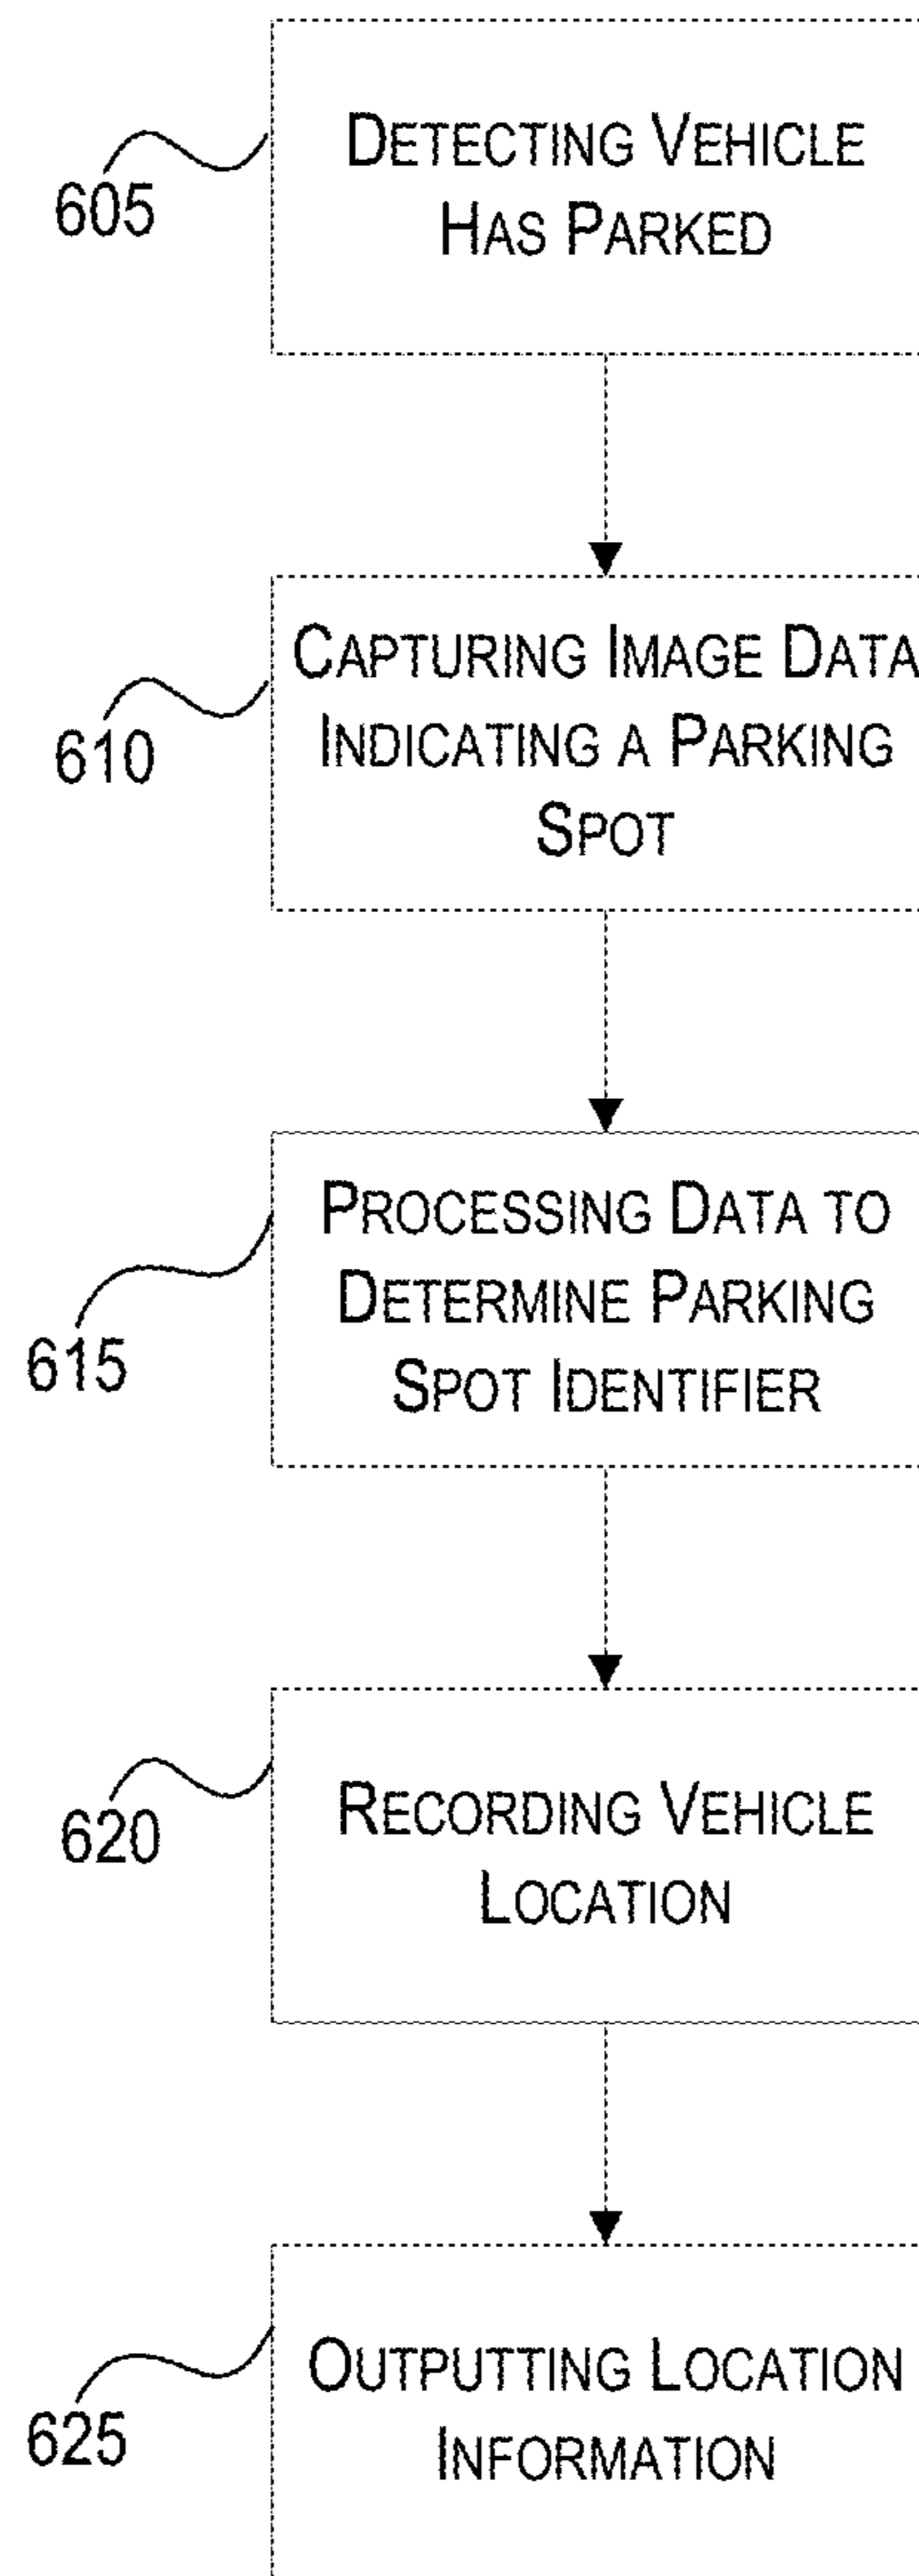 605
DETECTING VEHICLE
HAS PARKED
610
CAPTURING IMAGE DATA
INDICATING A PARKING
SPOT
615
PROCESSING DATA TO
DETERMINE PARKING
SPOT IDENTIFIER
620
RECORDING VEHICLE
LOCATION
625
OUTPUTTING LOCATION
INFORMATION